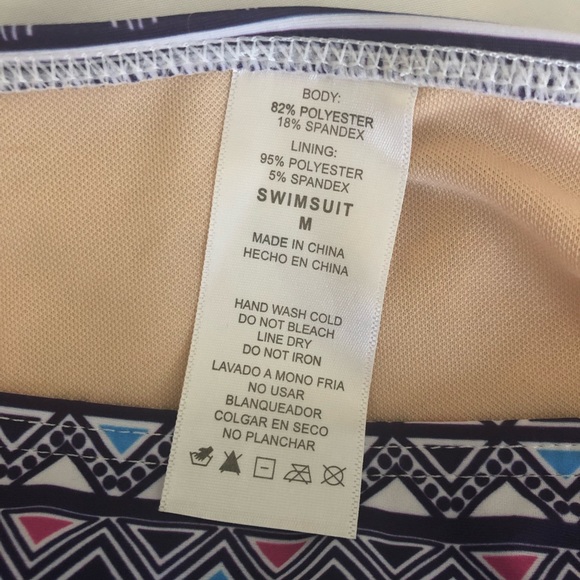 BODY:
82% POLYESTER
18% SPANDEX
LINING:
95% POLYESTER
5% SPANDEX
SWIMSUIT
M
MADE IN CHINA
HECHO EN CHINA
HAND WASH COLD
DO NOT BLEACH
LINE DRY
DO NOT IRON
LAVADO A MONO FRIA
NO USAR
BLANQUEADOR
COLGAR EN SECO
NO PLANCHAR